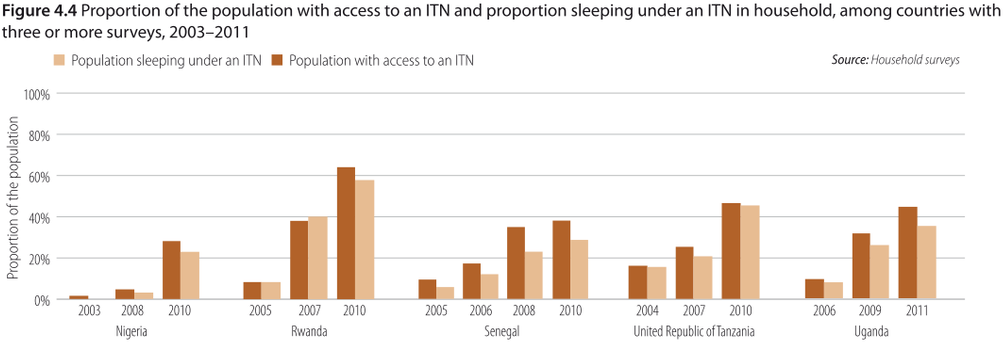 Figure 4.4 Proportion of the population with access to an ITN and proportion sleeping under an ITN in household, among countries with
three or more surveys, 2003–2011
Population sleeping under an ITN Population with access to an ITN
Source: Household surveys
Proportion of the population
100%
80%
60%
40%
20%
0%
2003 2008 2010 2005 2007 2010 2005 2006 2008 2010 2004 2007 2010 2006 2009 2011
Nigeria Rwanda Senegal United Republic of Tanzania Uganda